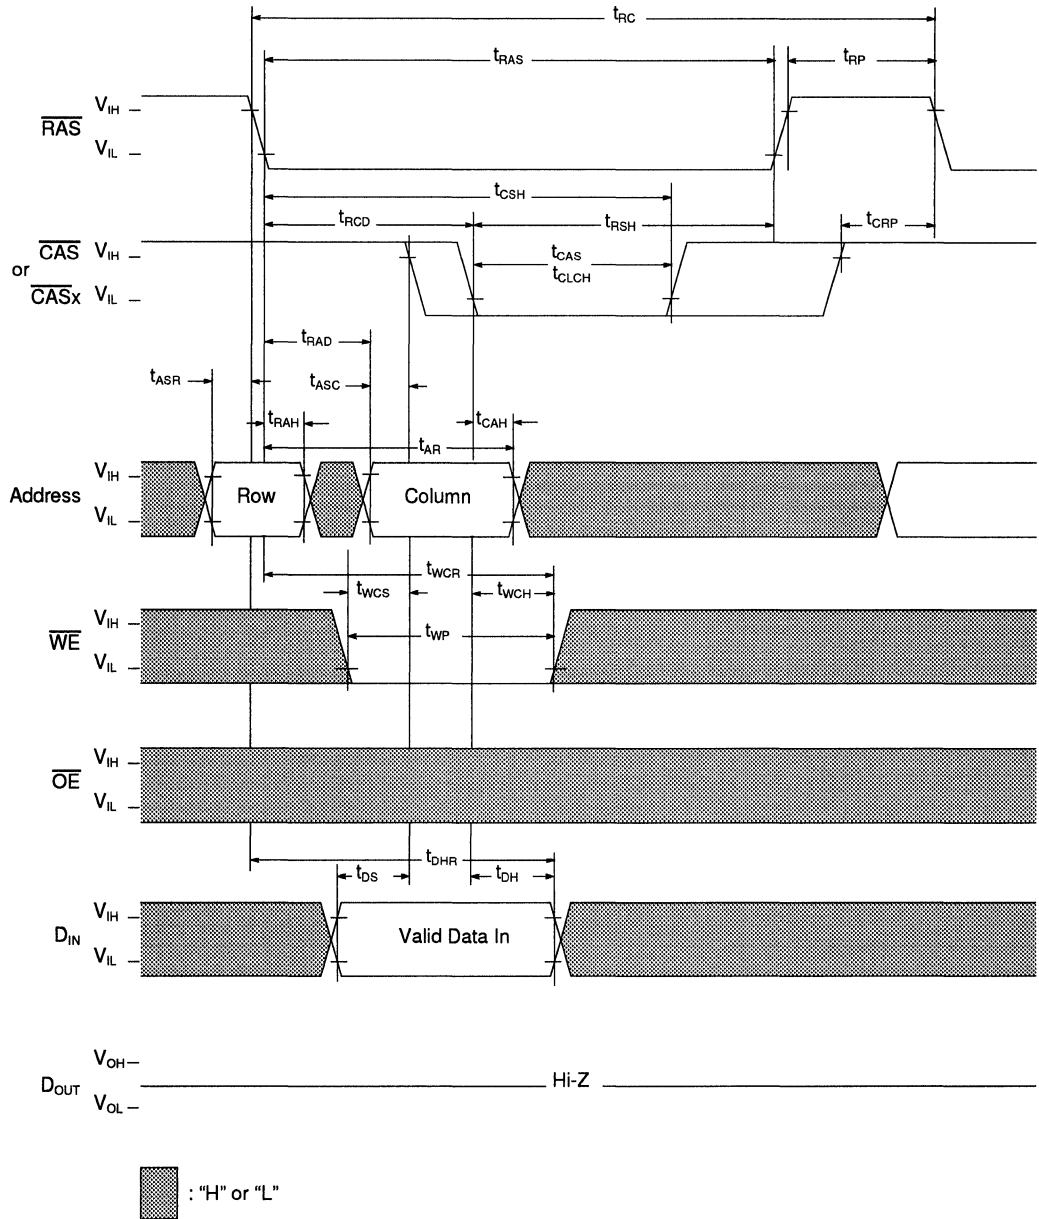 tRC
tRAS
tRP
RAS
VIH
VIL
tCSH
tRCD
tRSH
tCRP
CAS
or
CASx
VIH
VIL
tCAS
tCLCH
tRAD
tASR
tASC
tRAH
tCAH
tAR
Address
VIH
VIL
Row
Column
tWCR
tWCS
tWCH
WE
VIH
VIL
tWP
OE
VIH
VIL
tDHR
tDS
tDH
DIN
VIH
VIL
Valid Data In
DOUT
VOH
VOL
Hi-Z
: “H” or “L”